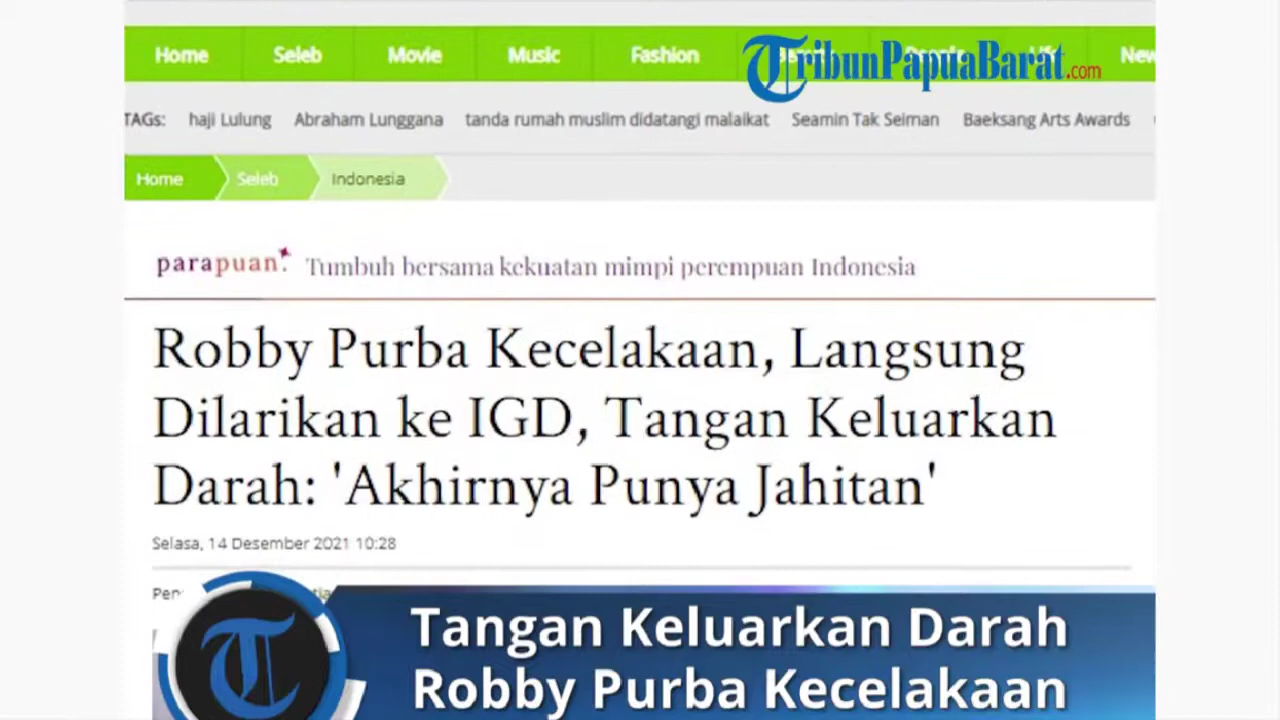 Home Seleb Movie Music Fashion
TribunPapuaBarat.com
TAGs: haji Lulung Abraham Lunggana tanda rumah muslim didatangi malaikat Seamin Tak Seiman Baeksang Arts Awards
Home Seleb Indonesia
parapuan. Tumbuh bersama kekuatan mimpi perempuan Indonesia
Robby Purba Kecelakaan, Langsung
Dilarikan ke IGD, Tangan Keluarkan
Darah: 'Akhirnya Punya Jahitan'
Selasa, 14 Desember 2021 10:28
Tangan Keluarkan Darah
Robby Purba Kecelakaan